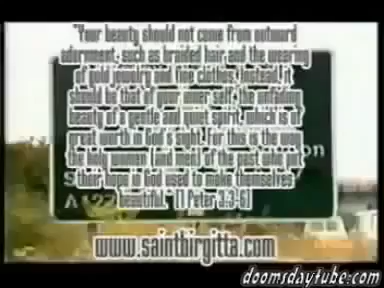 "Your beauty should not come from outward
adornment, such as braided hair and the wearing
of gold jewelry and fine clothes. Instead, it
should be that of your inner self, the unfading
beauty of a gentle and quiet spirit, which is of
great worth in God's sight. For this is the way
the holy women (and men) of the past who put
their hope in God used to make themselves
beautiful." (1 Peter 3:3-6)
www.saintbirgitta.com
doomsdaytube.com